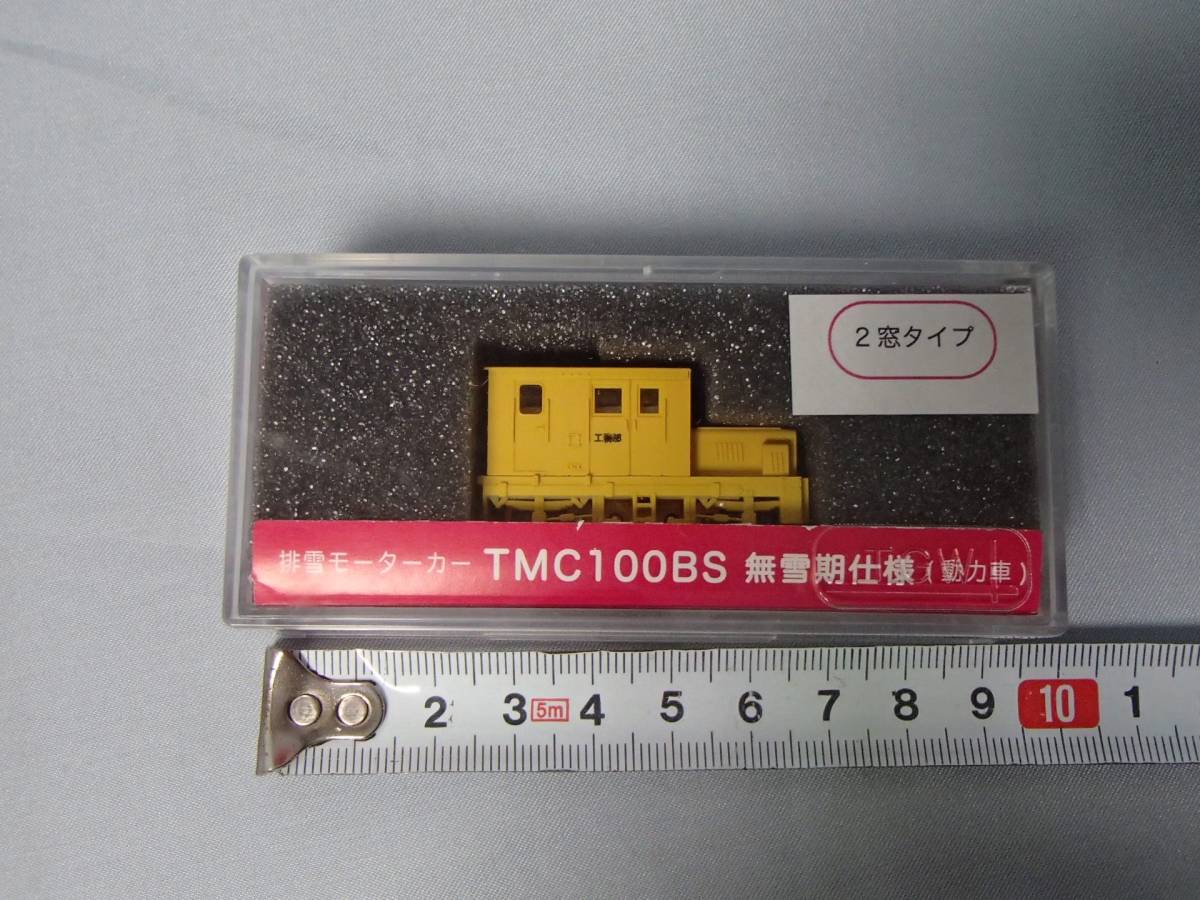 2窓タイプ
工務部
排雪モーターカー TMC100BS 無雪期仕様（動力車）
TGW
2 3 5m 4 5 6 7 8 9 10 1